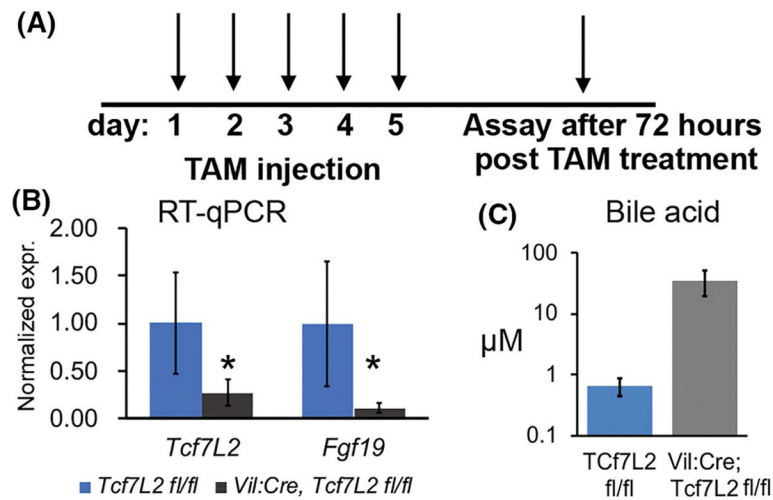 (A)
day: 1 2 3 4 5
Assay after 72 hours
post TAM treatment
TAM injection
(B)
RT-qPCR
Normalized expr.
2.00
1.50
1.00
0.50
0.00
*
*
Tcf7L2
Fgf19
Tcf7L2 fl/fl
Vil:Cre, Tcf7L2 fl/fl
(C)
Bile acid
µM
100
10
1
0.1
TCf7L2
fl/fl
Vil:Cre;
Tcf7L2 fl/fl